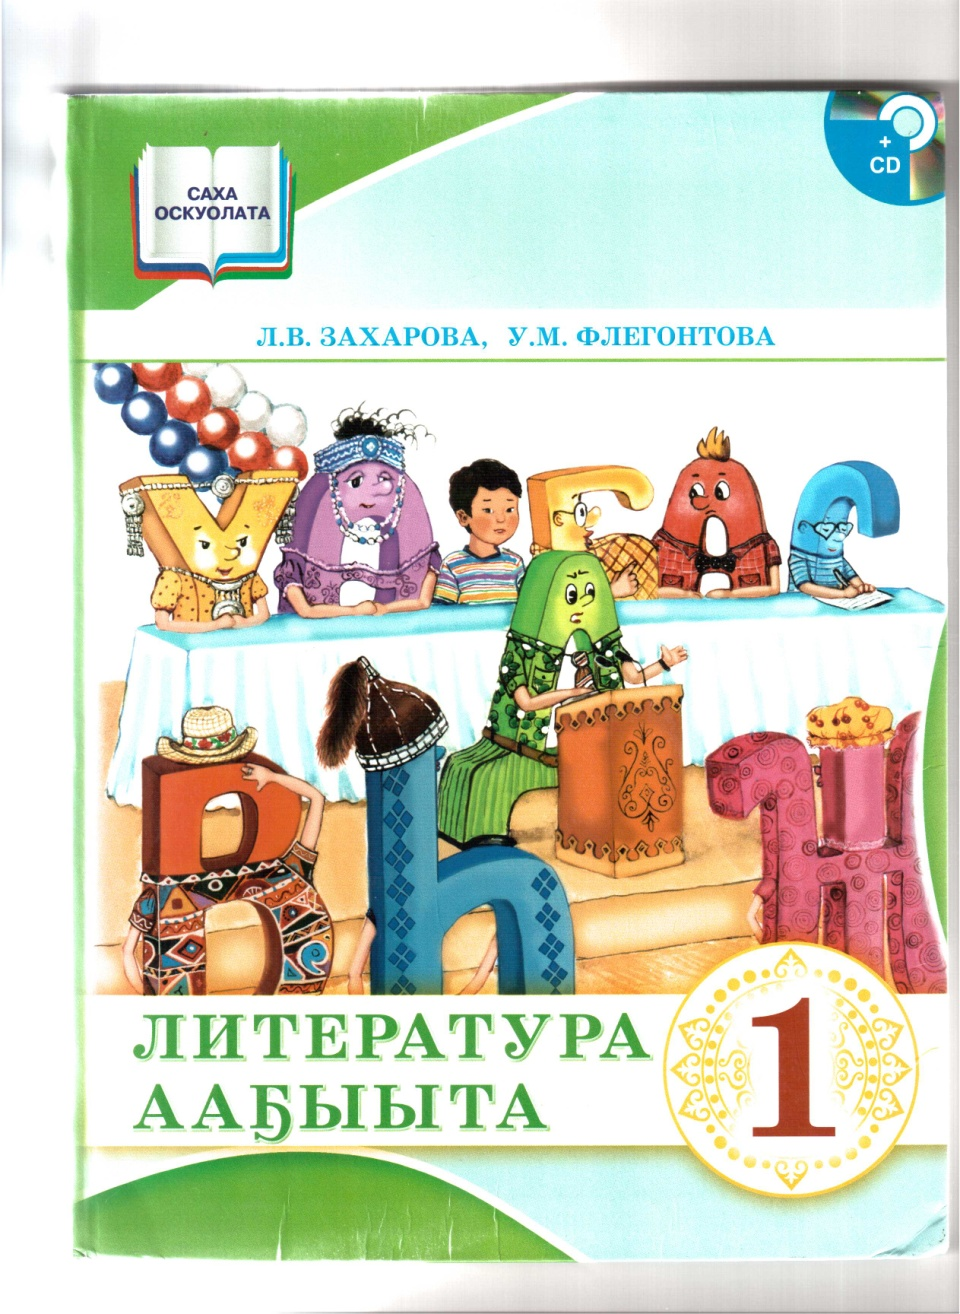 +
CD
САХА
ОСКУОЛАТА
Л.В. ЗАХАРОВА, У.М. ФЛЕГОНТОВА
ЛИТЕРАТУРА
ААҔЫЫТА
1